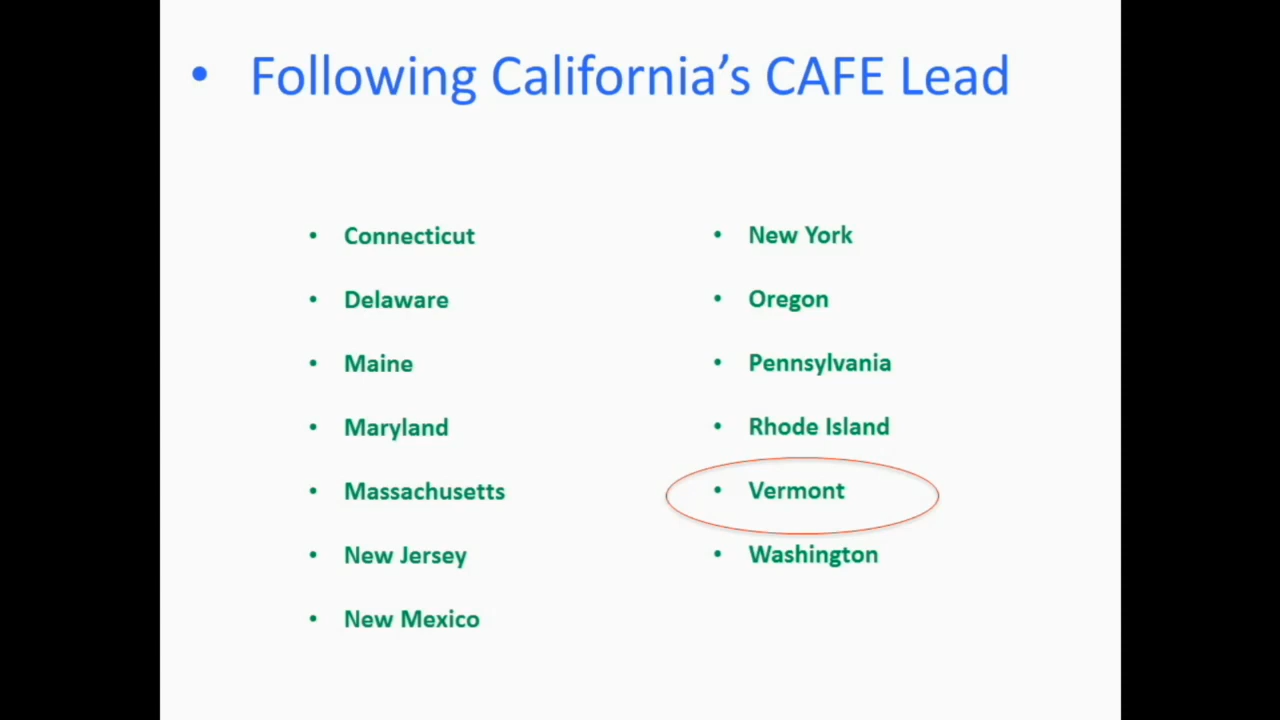 • Following California’s CAFE Lead
• Connecticut
• Delaware
• Maine
• Maryland
• Massachusetts
• New Jersey
• New Mexico
• New York
• Oregon
• Pennsylvania
• Rhode Island
• Vermont
• Washington